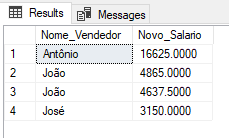 Results Messages
Nome_Vendedor Novo_Salario
1 Antônio 16625.0000
2 João 4865.0000
3 João 4637.5000
4 José 3150.0000